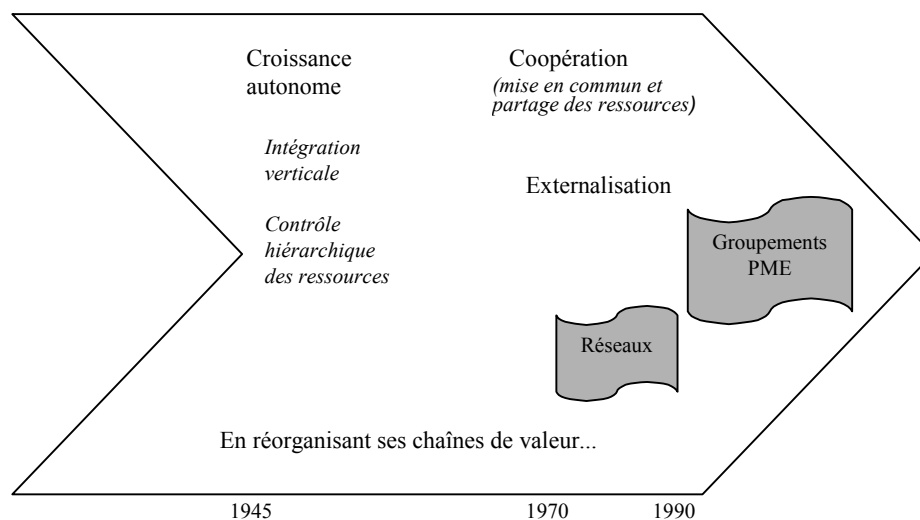 Croissance
autonome
Intégration
verticale
Contrôle
hiérarchique
des ressources
Coopération
(mise en commun et
partage des ressources)
Externalisation
Groupements
PME
Réseaux
En réorganisant ses chaînes de valeur...
1945 1970 1990